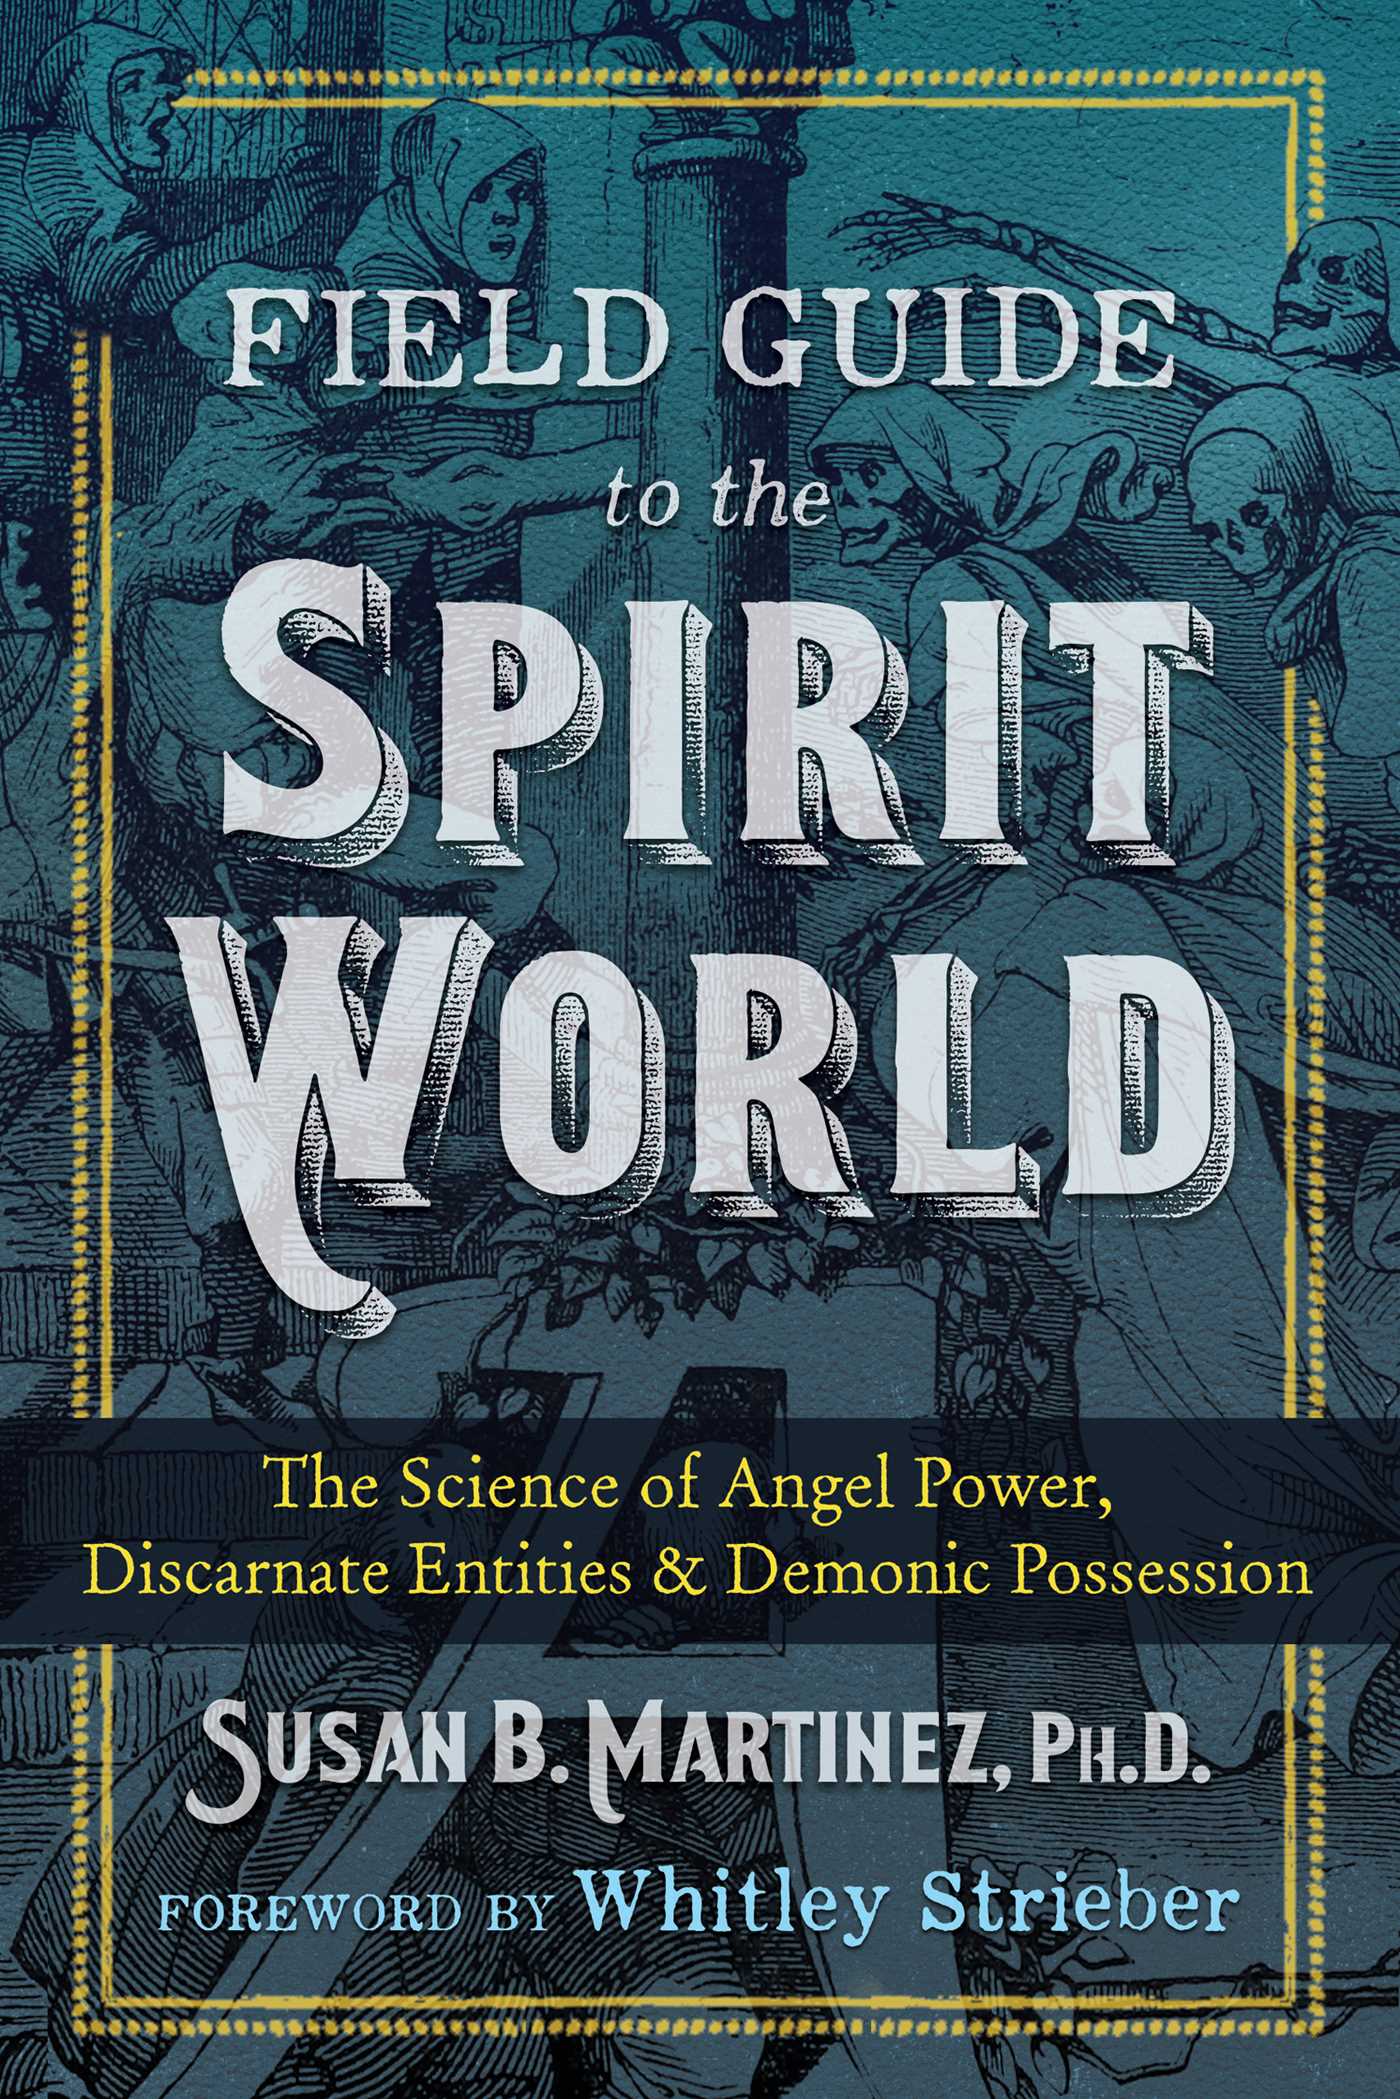 FIELD GUIDE
to the
SPIRIT
WORLD
The Science of Angel Power,
Discarnate Entities & Demonic Possession
SUSAN B. MARTINEZ, PH.D.
FOREWORD BY Whitley Strieber